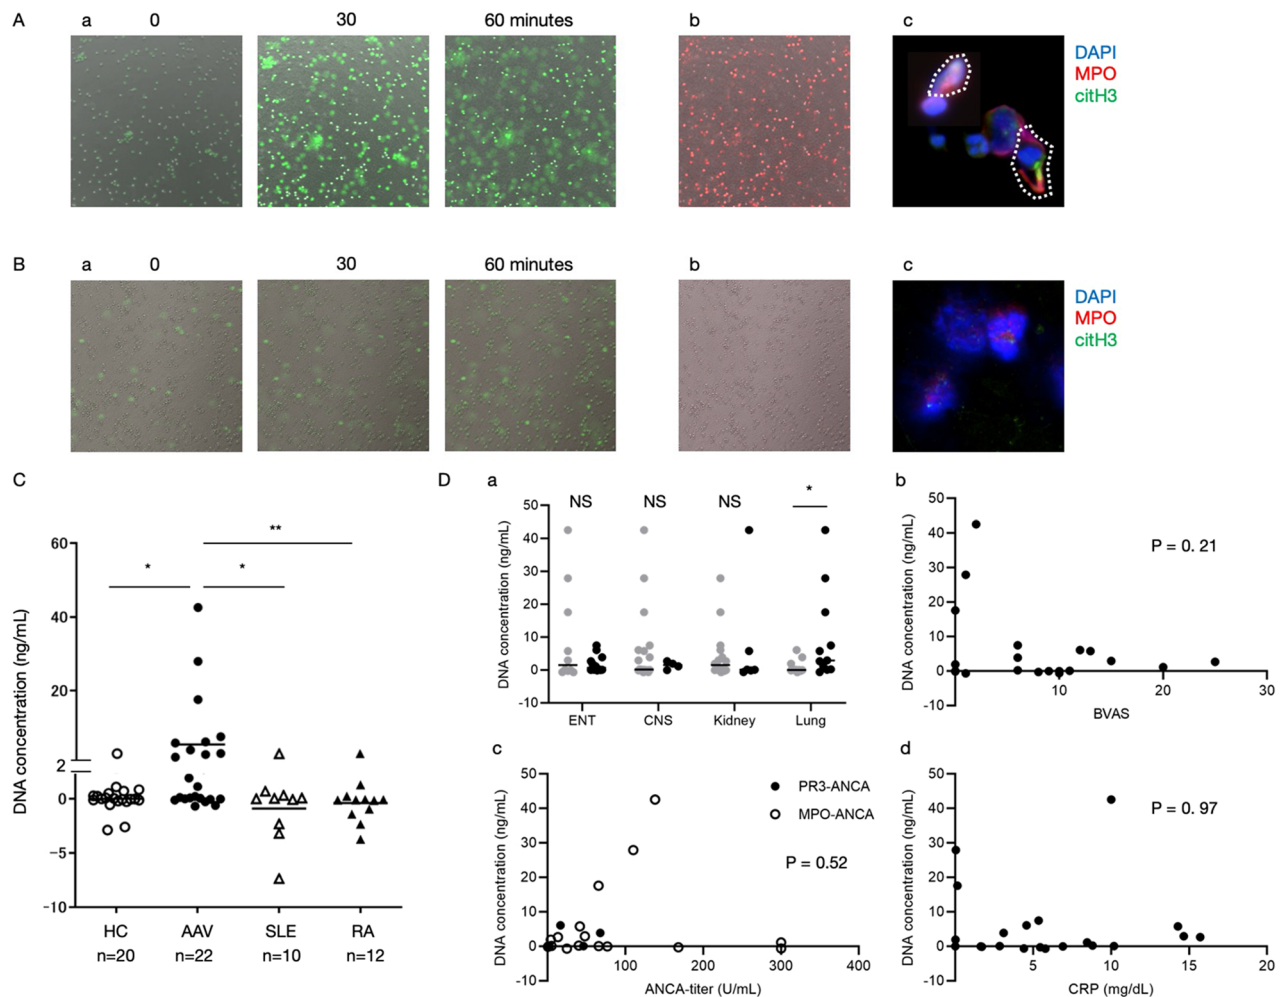 A a 0 30 60 minutes b c
DAPI
MPO
citH3
B a 0 30 60 minutes b c
DAPI
MPO
citH3
C
DNA concentration (ng/mL)
60
40
20
2
0
−5
−10
* ** *
HC AAV SLE RA
n=20 n=22 n=10 n=12
D a
DNA concentration (ng/mL)
50
40
30
20
10
0
-10
NS NS NS *
ENT CNS Kidney Lung
b
DNA concentration (ng/mL)
50
40
30
20
10
0
-10
P = 0. 21
10 20 30
BVAS
c
DNA concentration (ng/mL)
50
40
30
20
10
0
-10
PR3-ANCA
MPO-ANCA
P = 0.52
100 200 300 400
ANCA-titer (U/mL)
d
DNA concentration (ng/mL)
50
40
30
20
10
0
-10
P = 0. 97
5 10 15 20
CRP (mg/dL)